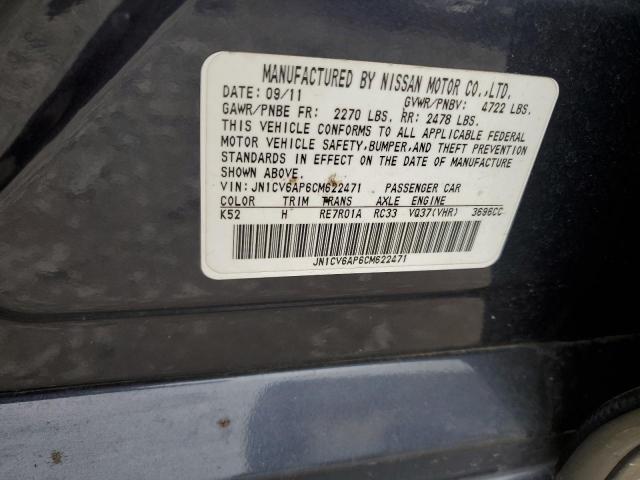 MANUFACTURED BY NISSAN MOTOR CO.,LTD.
DATE: 09/11 GVWR/PNBV: 4722 LBS.
GAWR/PNBE FR: 2270 LBS. RR: 2478 LBS.
THIS VEHICLE CONFORMS TO ALL APPLICABLE FEDERAL
MOTOR VEHICLE SAFETY,BUMPER,AND THEFT PREVENTION
STANDARDS IN EFFECT ON THE DATE OF MANUFACTURE
SHOWN ABOVE.
VIN: JN1CV6AP6CM622471 PASSENGER CAR
COLOR TRIM TRANS AXLE ENGINE
K52 H RE7R01A RC33 VQ37(VHR) 3696CC
JN1CV6AP6CM622471